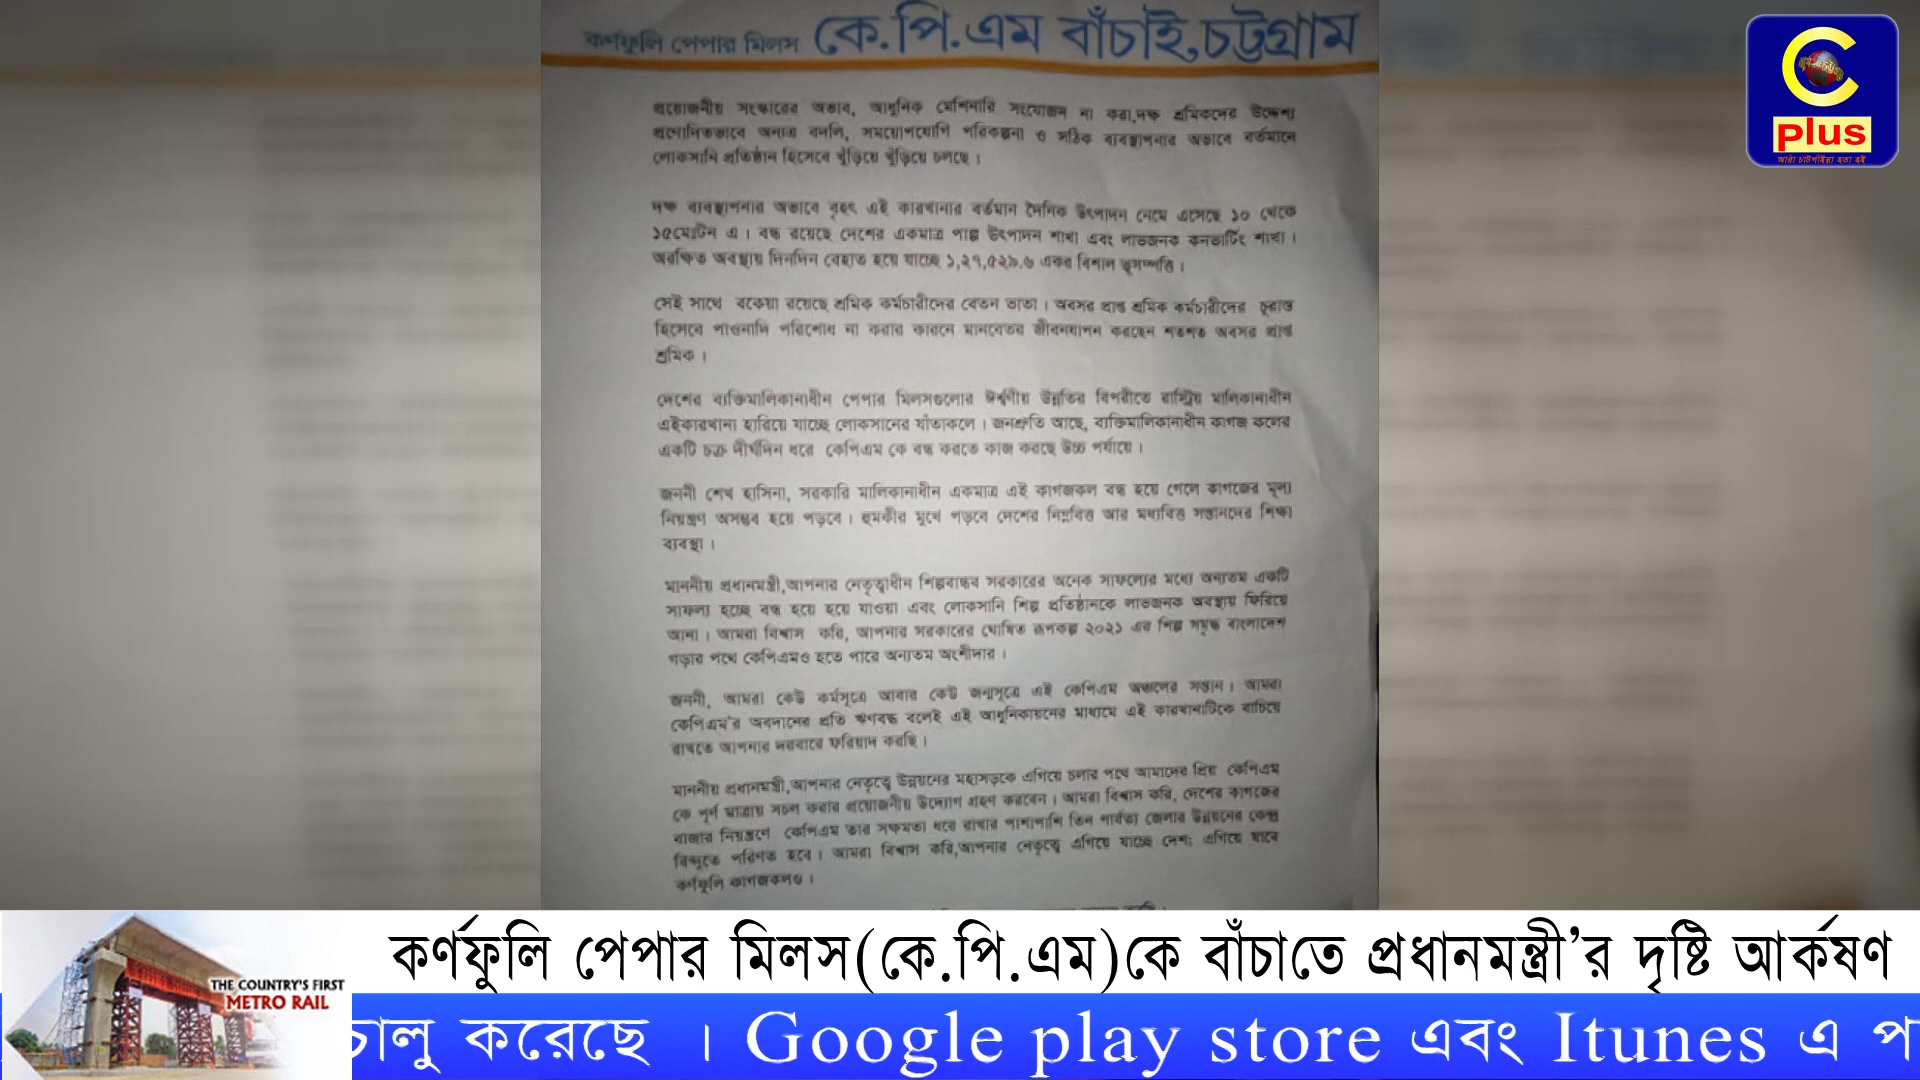 কর্ণফুলি পেপার মিলস কে.পি.এম বাঁচাই,চট্টগ্রাম
প্রয়োজনীয় সংস্কারের অভাব, আধুনিক মেশিনারি সংযোজন না করা,দক্ষ শ্রমিকদের উদ্দেশ্য
প্রণোদিতভাবে অন্যত্র বদলি, সময়োপযোগি পরিকল্পনা ও সঠিক ব্যবস্থাপনার অভাবে বর্তমানে
লোকসানি প্রতিষ্ঠান হিসেবে খুঁড়িয়ে খুঁড়িয়ে চলছে ।
দক্ষ ব্যবস্থাপনার অভাবে বৃহৎ এই কারখানার বর্তমান দৈনিক উৎপাদন নেমে এসেছে ১০ থেকে
১৫মেঃটন এ । বন্ধ রয়েছে দেশের একমাত্র পাল্প উৎপাদন শাখা এবং লাভজনক কনভার্টিং শাখা ।
অরক্ষিত অবস্থায় দিনদিন বেহাত হয়ে যাচ্ছে ১,২৭,৫২৯.৬ একর বিশাল ভূসম্পত্তি ।
সেই সাথে বকেয়া রয়েছে শ্রমিক কর্মচারীদের বেতন ভাতা । অবসর প্রাপ্ত শ্রমিক কর্মচারীদের চূরান্ত
হিসেবে পাওনাদি পরিশোধ না করার কারনে মানবেতর জীবনযাপন করছেন শতশত অবসর প্রাপ্ত
শ্রমিক ।
দেশের ব্যক্তিমালিকানাধীন পেপার মিলসগুলোর ঈর্ষণীয় উন্নতির বিপরীতে রাস্ট্রিয় মালিকানাধীন
এইকারখানা হারিয়ে যাচ্ছে লোকসানের যাঁতাকলে । জনশ্রুতি আছে, ব্যক্তিমালিকানাধীন কাগজ কলের
একটি চক্র দীর্ঘদিন ধরে কেপিএম কে বন্ধ করতে কাজ করছে উচ্চ পর্যায়ে ।
জননী শেখ হাসিনা, সরকারি মালিকানাধীন একমাত্র এই কাগজকল বন্ধ হয়ে গেলে কাগজের মূল্য
নিয়ন্ত্রণ অসম্ভব হয়ে পড়বে । হুমকীর মুখে পড়বে দেশের নিম্নবিত্ত আর মধ্যবিত্ত সন্তানদের শিক্ষা
ব্যবস্থা ।
মাননীয় প্রধানমন্ত্রী,আপনার নেতৃত্বাধীন শিল্পবান্ধব সরকারের অনেক সাফল্যের মধ্যে অন্যতম একটি
সাফল্য হচ্ছে বন্ধ হয়ে হয়ে যাওয়া এবং লোকসানি শিল্প প্রতিষ্ঠানকে লাভজনক অবস্থায় ফিরিয়ে
আনা । আমরা বিশ্বাস করি, আপনার সরকারের ঘোষিত রূপকল্প ২০২১ এর শিল্প সমৃদ্ধ বাংলাদেশ
গড়ার পথে কেপিএমও হতে পারে অন্যতম অংশীদার ।
জননী, আমরা কেউ কর্মসূত্রে আবার কেউ জন্মসূত্রে এই কেপিএম অঞ্চলের সন্তান । আমরা
কেপিএম'র অবদানের প্রতি ঋণবদ্ধ বলেই এই আধুনিকায়নের মাধ্যমে এই কারখানাটিকে বাচিয়ে
রাখতে আপনার দরবারে ফরিয়াদ করছি ।
মাননীয় প্রধানমন্ত্রী,আপনার নেতৃত্বে উন্নয়নের মহাসড়কে এগিয়ে চলার পথে আমাদের প্রিয় কেপিএম
কে পূর্ণ মাত্রায় সচল করার প্রয়োজনীয় উদ্যোগ গ্রহণ করবেন । আমরা বিশ্বাস করি, দেশের কাগজের
বাজার নিয়ন্ত্রণে কেপিএম তার সক্ষমতা ধরে রাখার পাশাপাশি তিন পার্বত্য জেলার উন্নয়নের কেন্দ্র
বিন্দুতে পরিণত হবে । আমরা বিশ্বাস করি,আপনার নেতৃত্বে এগিয়ে যাচ্ছে দেশ; এগিয়ে যাবে
কর্ণফুলি কাগজকলও ।
C
plus
আঁরা চাটগাঁইয়া হতা হই
কর্ণফুলি পেপার মিলস(কে.পি.এম)কে বাঁচাতে প্রধানমন্ত্রী’র দৃষ্টি আর্কষণ
THE COUNTRY'S FIRST
METRO RAIL
চালু করেছে । Google play store এবং Itunes এ প